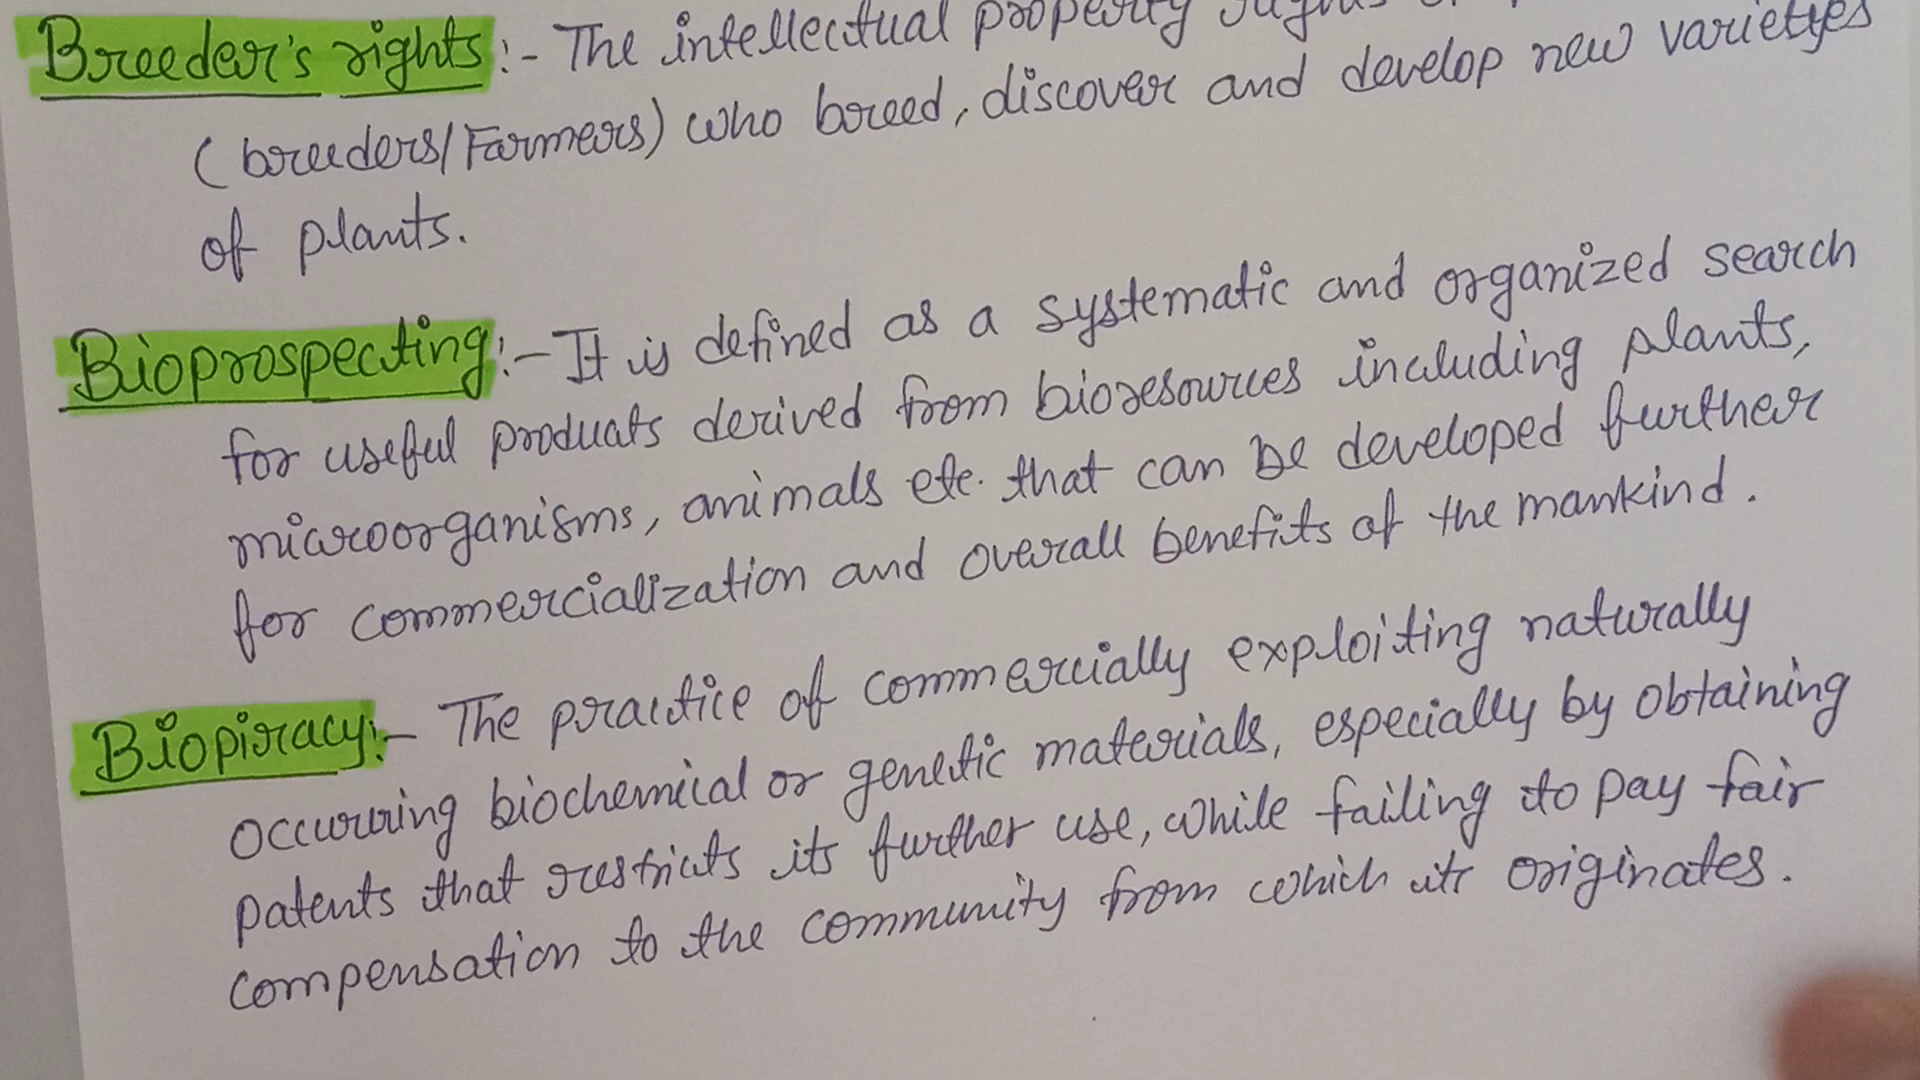 Breeder's rights :- The intellectual property rights
(breeders/Farmers) who breed, discover and develop new varietyes
of plants.
Bioprospecting :- It is defined as a systematic and organized search
for useful products derived from bioresources including plants,
microorganisms, animals etc. that can be developed further
for commercialization and overall benefits of the mankind.
Biopiracy :- The practice of commercially exploiting naturally
occurring biochemical or genetic materials, especially by obtaining
patents that restricts its further use, while failing to pay fair
compensation to the community from which it originates.